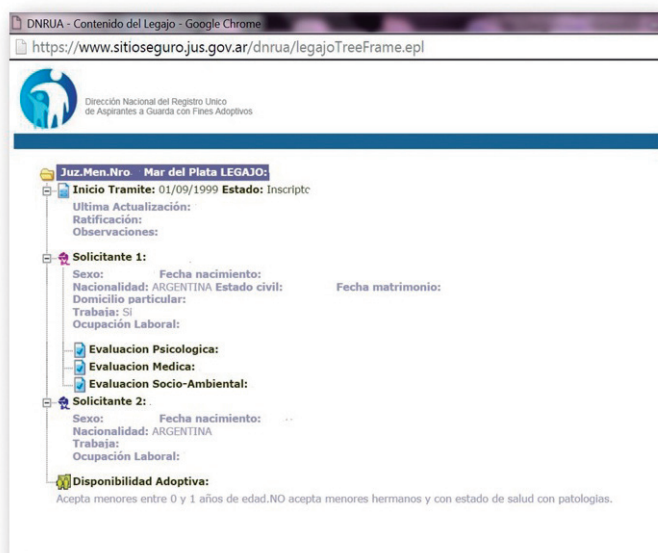 DNRUA - Contenido del Legajo - Google Chrome
https://www.sitioseguro.jus.gov.ar/dnrua/legajoTreeFrame.epl
Dirección Nacional del Registro Unico
de Aspirantes a Guarda con Fines Adoptivos
Juz.Men.Nro Mar del Plata LEGAJO:
Inicio Tramite: 01/09/1999 Estado: Inscripto
Ultima Actualización:
Ratificación:
Observaciones:
Solicitante 1:
Sexo: Fecha nacimiento:
Nacionalidad: ARGENTINA Estado civil: Fecha matrimonio:
Domicilio particular:
Trabaja: SI
Ocupación Laboral:
Evaluacion Psicologica:
Evaluacion Medica:
Evaluacion Socio-Ambiental:
Solicitante 2:
Sexo: Fecha nacimiento:
Nacionalidad: ARGENTINA
Trabaja:
Ocupación Laboral:
Disponibilidad Adoptiva:
Acepta menores entre 0 y 1 años de edad.NO acepta menores hermanos y con estado de salud con patologias.